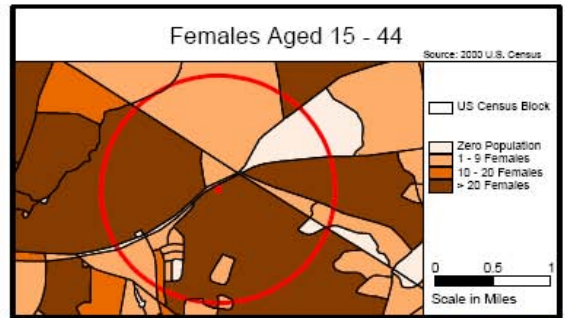 Females Aged 15 - 44
Source: 2000 U.S. Census
US Census Block
Zero Population
1 - 9 Females
10 - 20 Females
> 20 Females
0 0.5 1
Scale in Miles